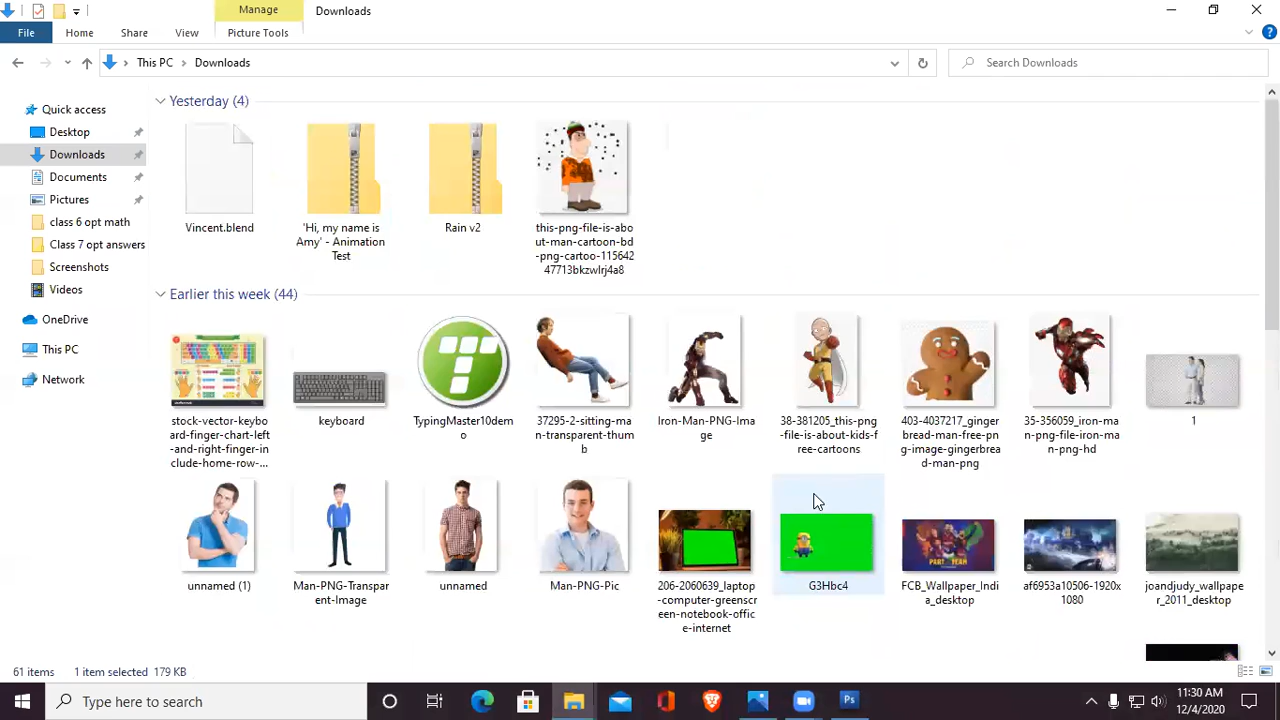 Manage
Downloads
File
Home
Share
View
Picture Tools
This PC
Downloads
Search Downloads
Quick access
Desktop
Downloads
Documents
Pictures
class 6 opt math
Class 7 opt answers
Screenshots
Videos
OneDrive
This PC
Network
Yesterday (4)
Vincent.blend
'Hi, my name is
Amy' - Animation
Test
Rain v2
this-png-file-is-abo
ut-man-cartoon-bd
-png-cartoo-115642
47713bkzwlrj4a8
Earlier this week (44)
stock-vector-keybo
ard-finger-chart-left
-and-right-finger-in
clude-home-row-...
keyboard
TypingMaster10dem
o
37295-2-sitting-ma
n-transparent-thum
b
Iron-Man-PNG-Ima
ge
38-381205_this-png
-file-is-about-kids-f
ree-cartoons
403-4037217_ginger
bread-man-free-pn
g-image-gingerbrea
d-man-png
35-356059_iron-ma
n-png-file-iron-ma
n-png-hd
1
unnamed (1)
Man-PNG-Transpar
ent-Image
unnamed
Man-PNG-Pic
206-2060639_laptop
-computer-greenscr
een-notebook-offic
e-internet
G3Hbc4
FCB_Wallpaper_Indi
a_desktop
af6953a10506-1920x
1080
joandjudy_wallpape
r_2011_desktop
61 items
1 item selected 179 KB
Type here to search
Ps
11:30 AM
12/4/2020